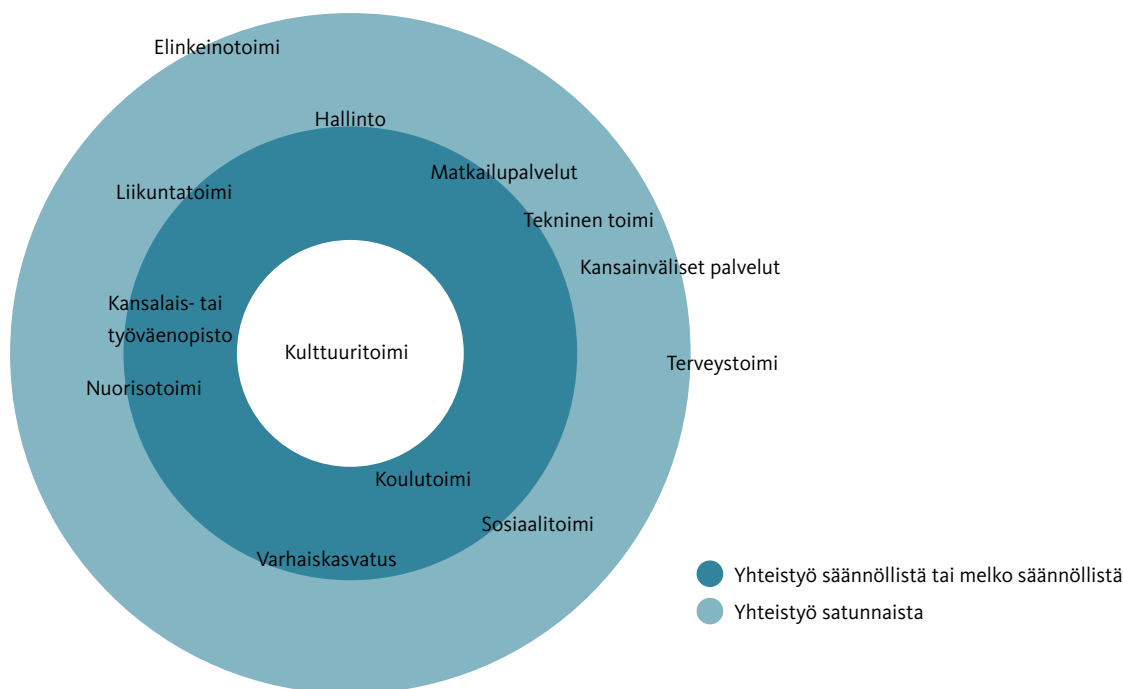 Elinkeinotoimi
Hallinto
Matkailupalvelut
Liikuntatoimi
Tekninen toimi
Kansainväliset palvelut
Kansalais- tai
työväenopisto
Kulttuuritoimi
Terveystoimi
Nuorisotoimi
Koulutoimi
Sosiaalitoimi
Varhaiskasvatus
Yhteistyö säännöllistä tai melko säännöllistä
Yhteistyö satunnaista